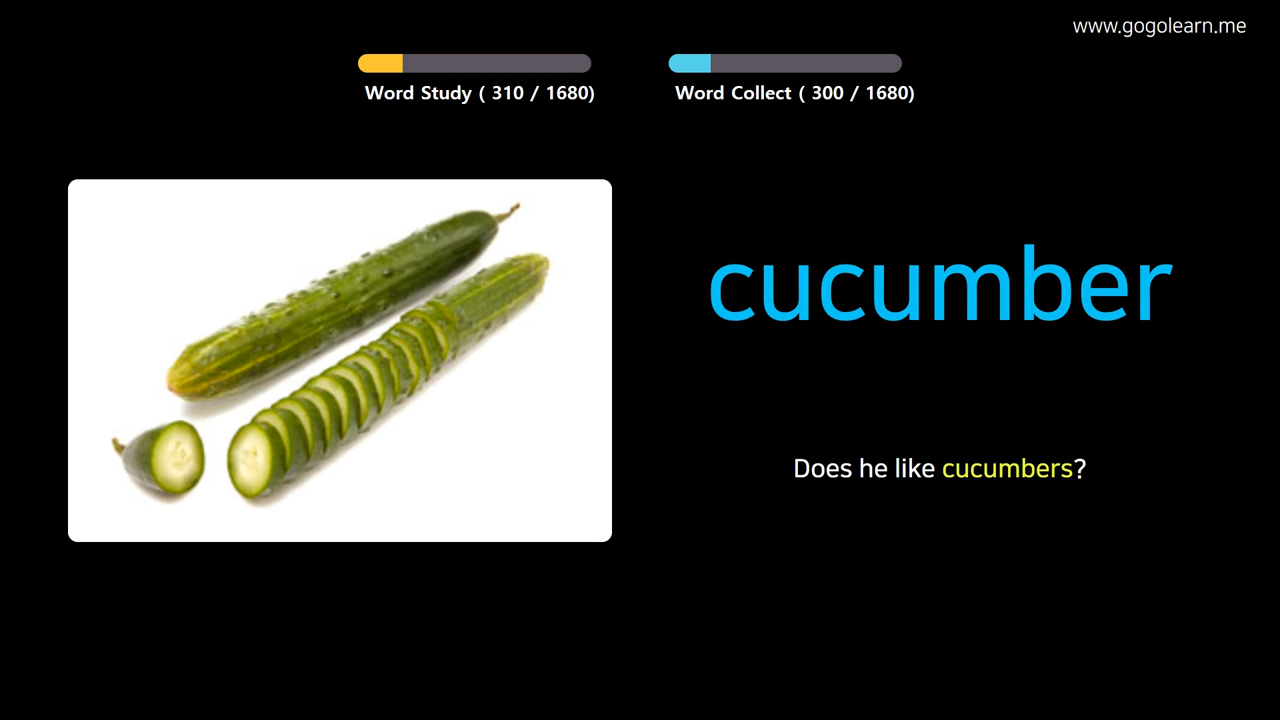 www.gogolearn.me
Word Study ( 310 / 1680)
Word Collect ( 300 / 1680)
cucumber
Does he like cucumbers?